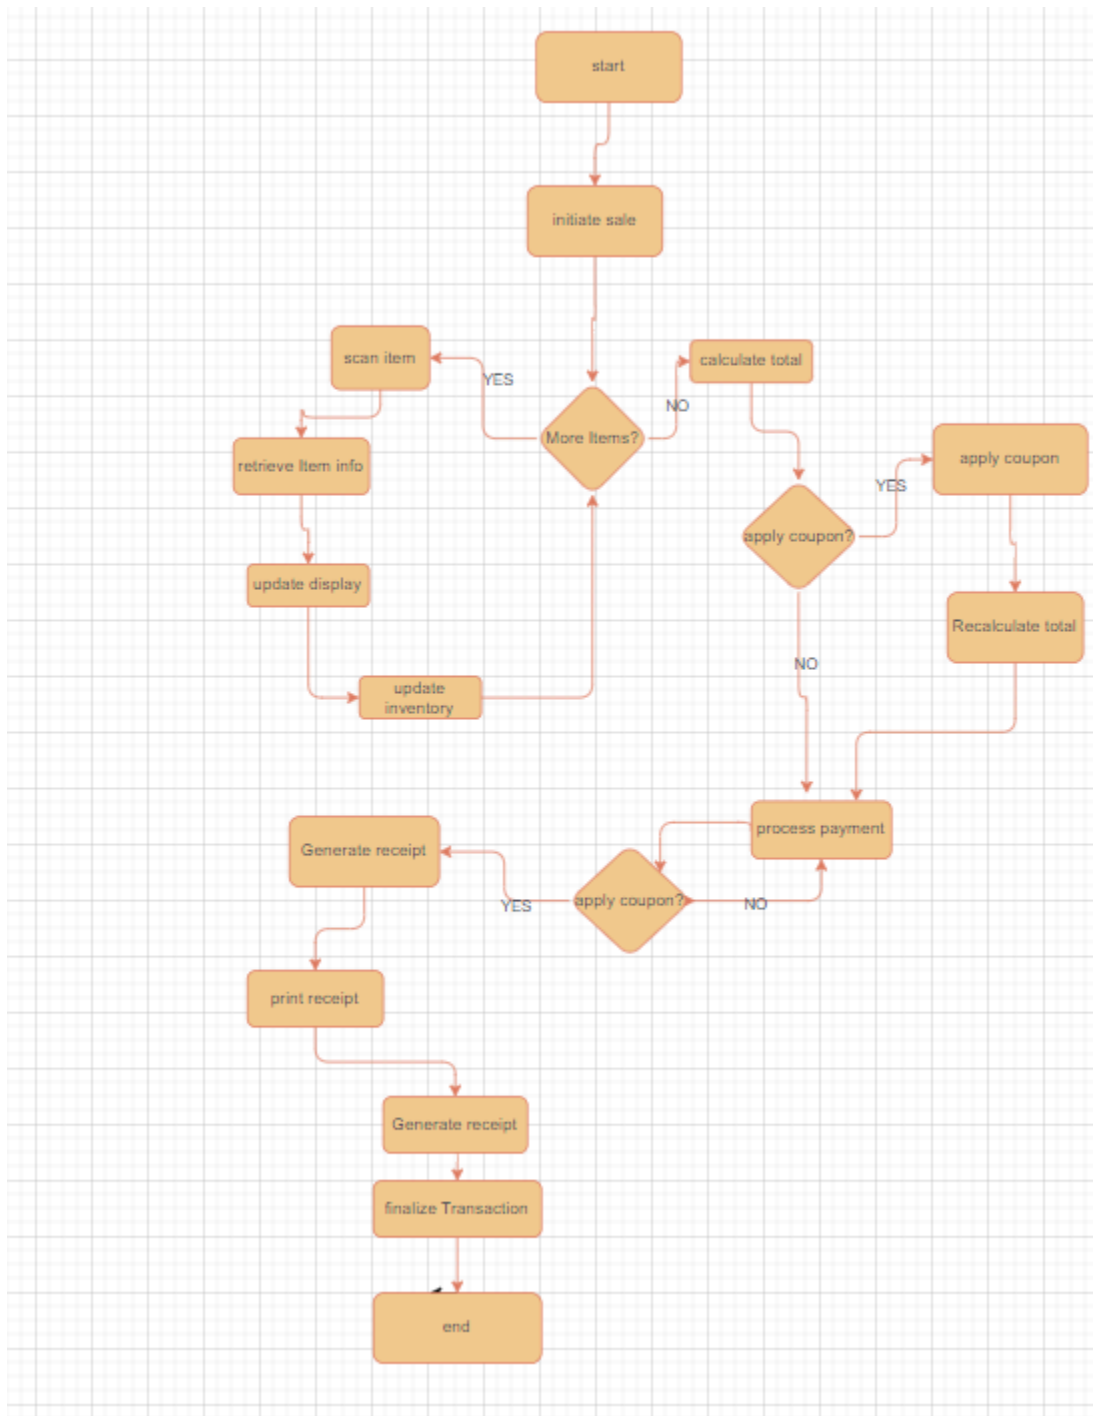 start
initiate sale
scan item
YES
More Items?
NO
calculate total
retrieve Item info
apply coupon?
YES
apply coupon
update display
Recalculate total
NO
update
inventory
process payment
Generate receipt
YES
apply coupon?
NO
print receipt
Generate receipt
finalize Transaction
end